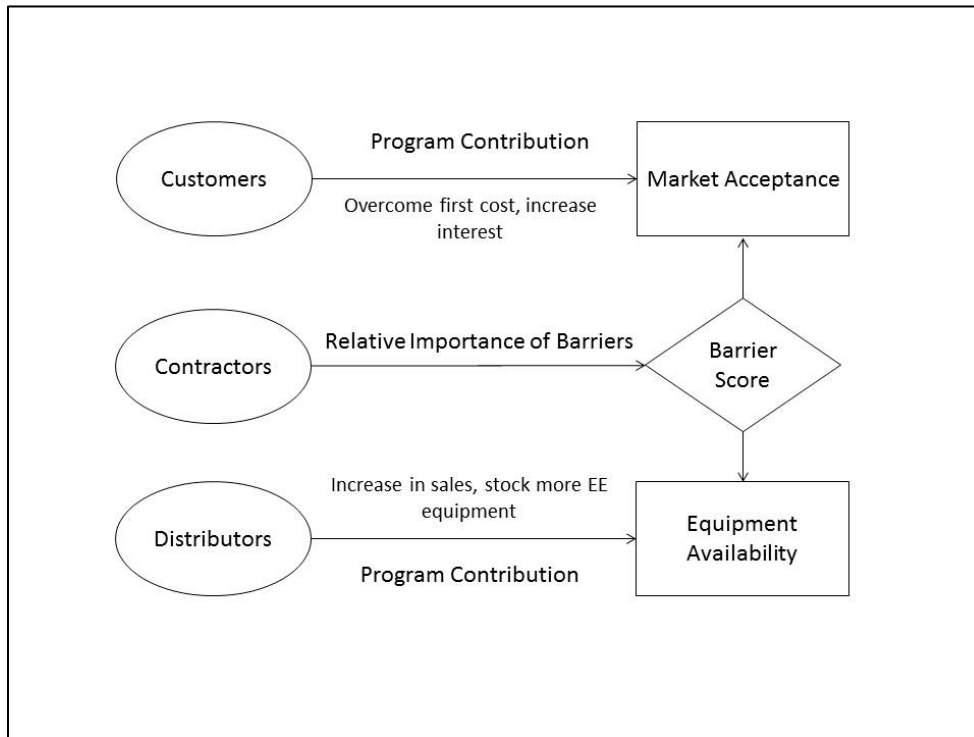 Program Contribution
Customers
Market Acceptance
Overcome first cost, increase
interest
Relative Importance of Barriers
Contractors
Barrier
Score
Increase in sales, stock more EE
equipment
Distributors
Equipment
Availability
Program Contribution